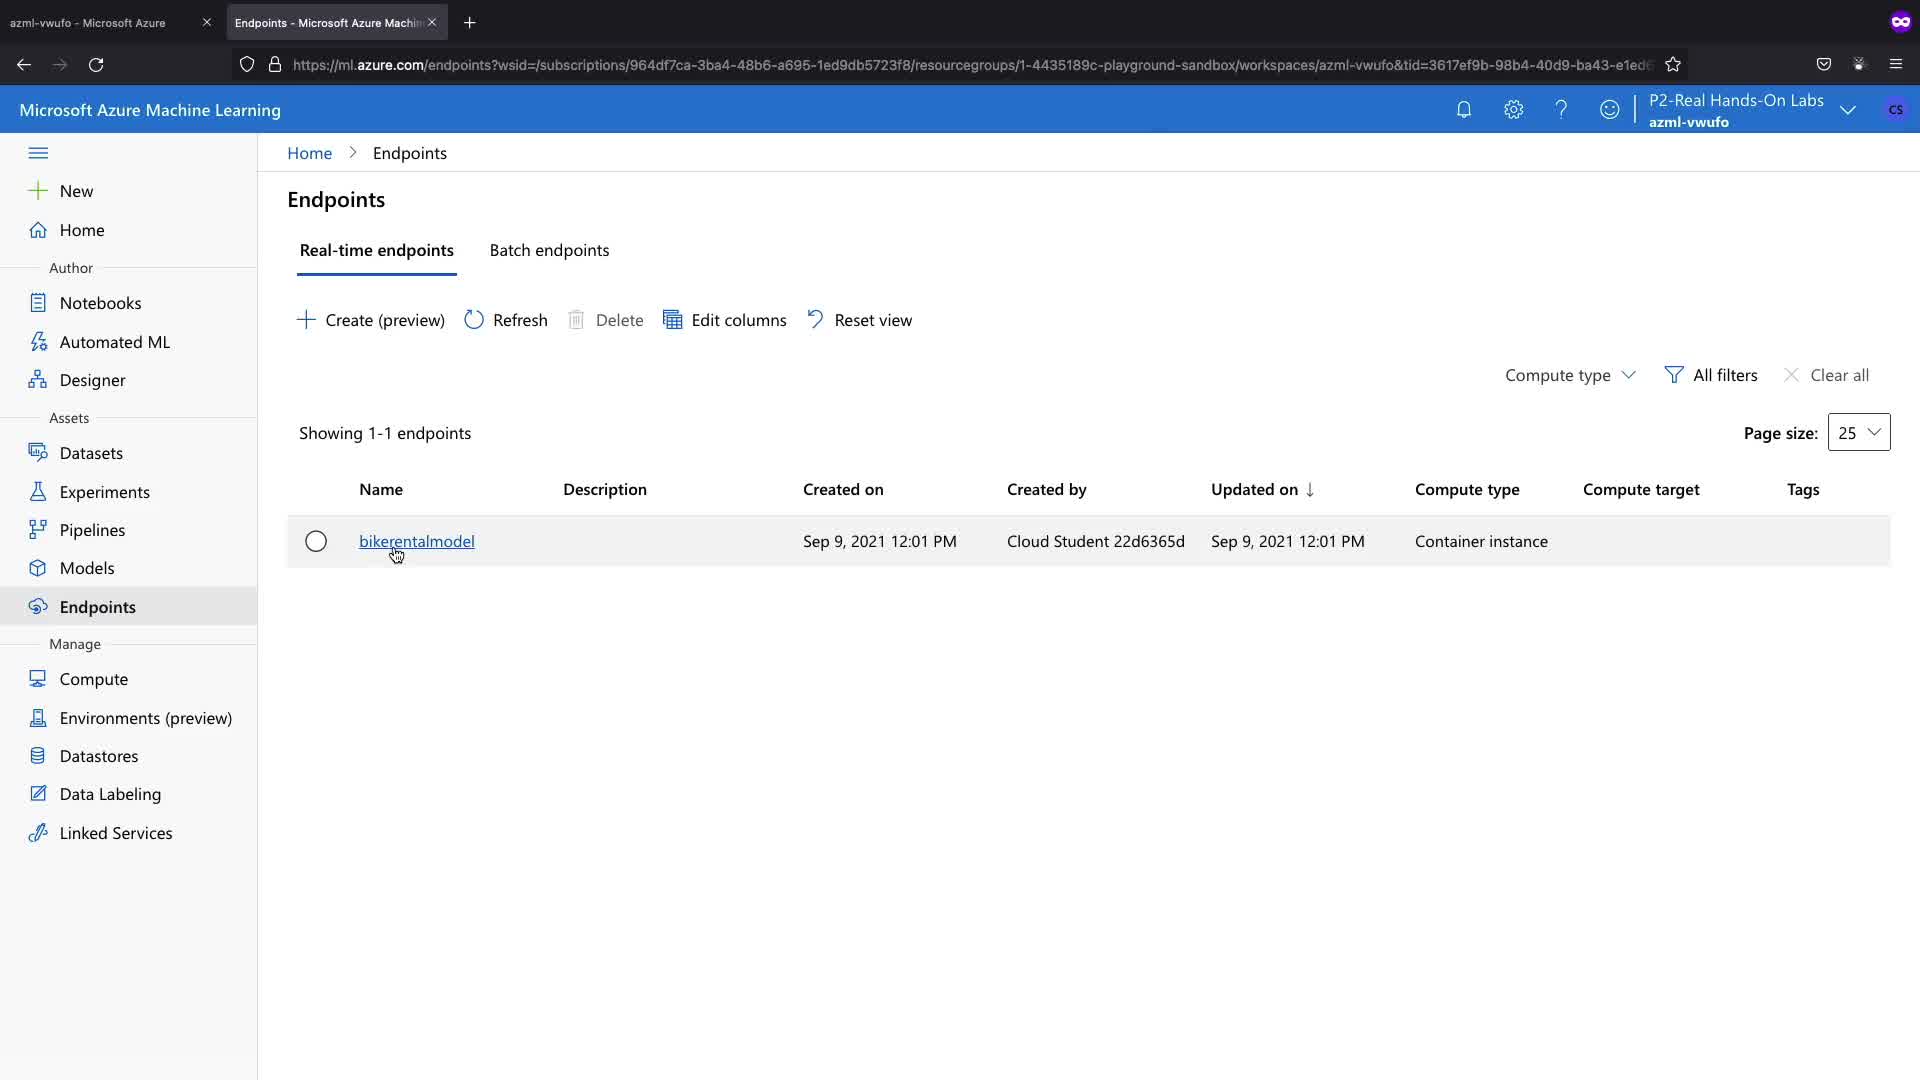 azml-vwufo - Microsoft Azure
Endpoints - Microsoft Azure Machin
https://ml.azure.com/endpoints?wsid=/subscriptions/964df7ca-3ba4-48b6-a695-1ed9db5723f8/resourcegroups/1-4435189c-playground-sandbox/workspaces/azml-vwufo&tid=3617ef9b-98b4-40d9-ba43-e1ed6
Microsoft Azure Machine Learning
P2-Real Hands-On Labs
azml-vwufo
CS
Home > Endpoints
New
Home
Author
Notebooks
Automated ML
Designer
Assets
Datasets
Experiments
Pipelines
Models
Endpoints
Manage
Compute
Environments (preview)
Datastores
Data Labeling
Linked Services
Endpoints
Real-time endpoints Batch endpoints
Create (preview) Refresh Delete Edit columns Reset view
Compute type All filters Clear all
Showing 1-1 endpoints
Page size: 25
Name Description Created on Created by Updated on ↓ Compute type Compute target Tags
bikerentalmodel Sep 9, 2021 12:01 PM Cloud Student 22d6365d Sep 9, 2021 12:01 PM Container instance